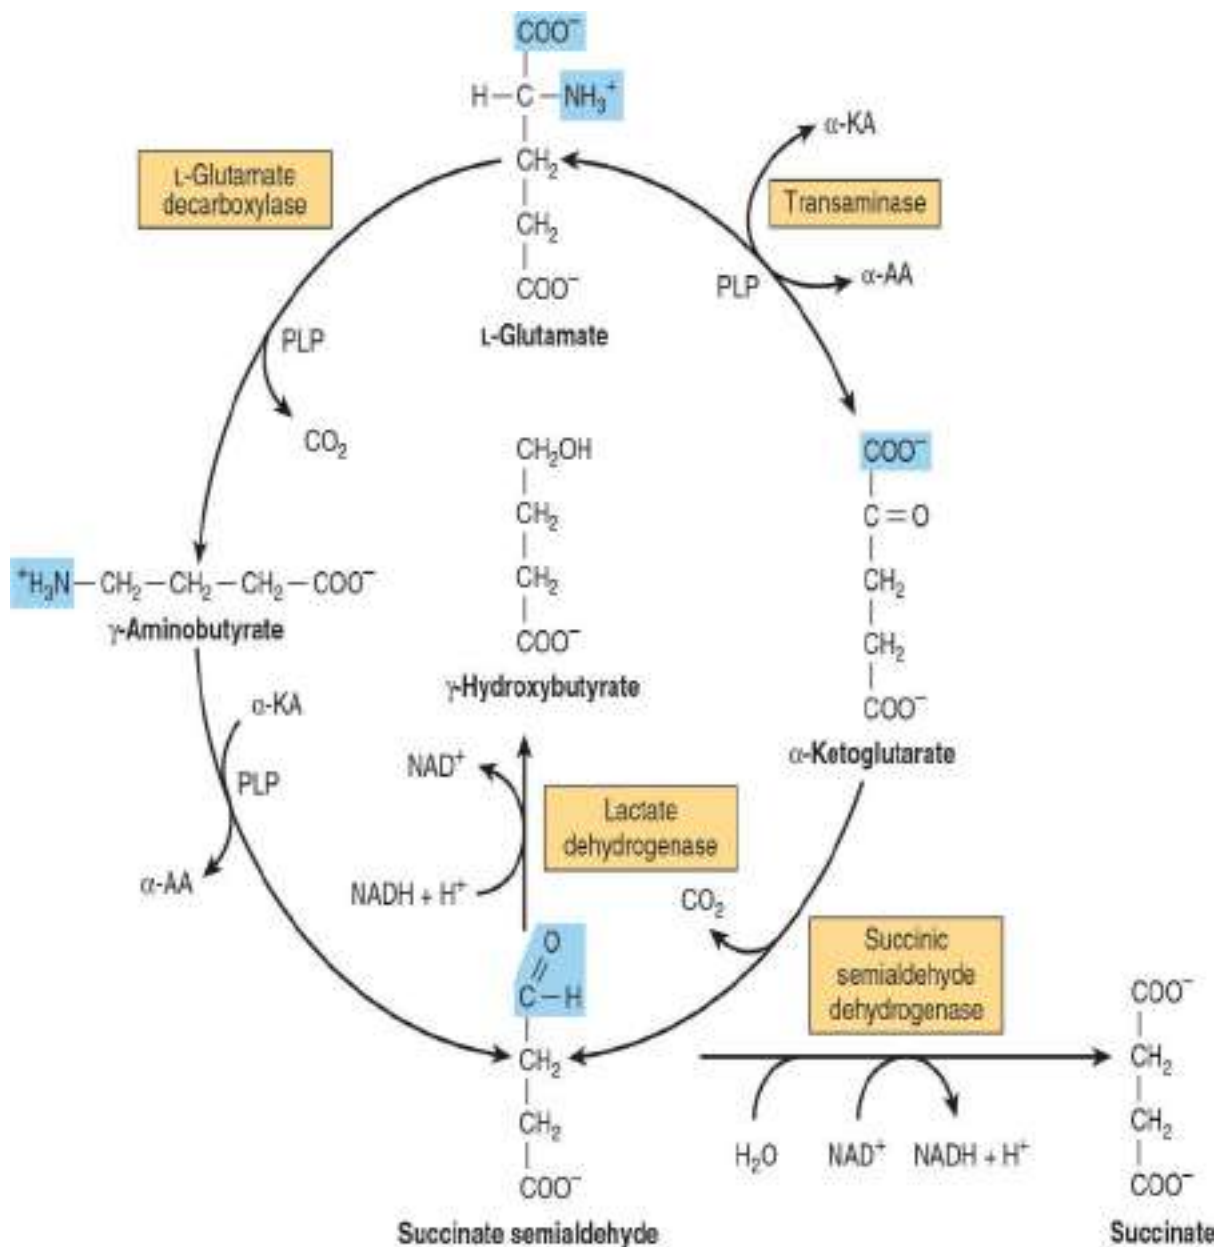 COO⁻
H–C–NH₃⁺
CH₂
CH₂
COO⁻
L-Glutamate
L-Glutamate
decarboxylase
PLP
CO₂
α-KA
Transaminase
PLP
α-AA
COO⁻
C=O
CH₂
CH₂
COO⁻
α-Ketoglutarate
CH₂OH
CH₂
CH₂
COO⁻
γ-Hydroxybutyrate
⁺H₃N–CH₂–CH₂–CH₂–COO⁻
γ-Aminobutyrate
α-KA
PLP
α-AA
NAD⁺
NADH + H⁺
Lactate
dehydrogenase
CO₂
Succinic
semialdehyde
dehydrogenase
O
C–H
CH₂
CH₂
COO⁻
Succinate semialdehyde
H₂O
NAD⁺
NADH + H⁺
COO⁻
CH₂
CH₂
COO⁻
Succinate